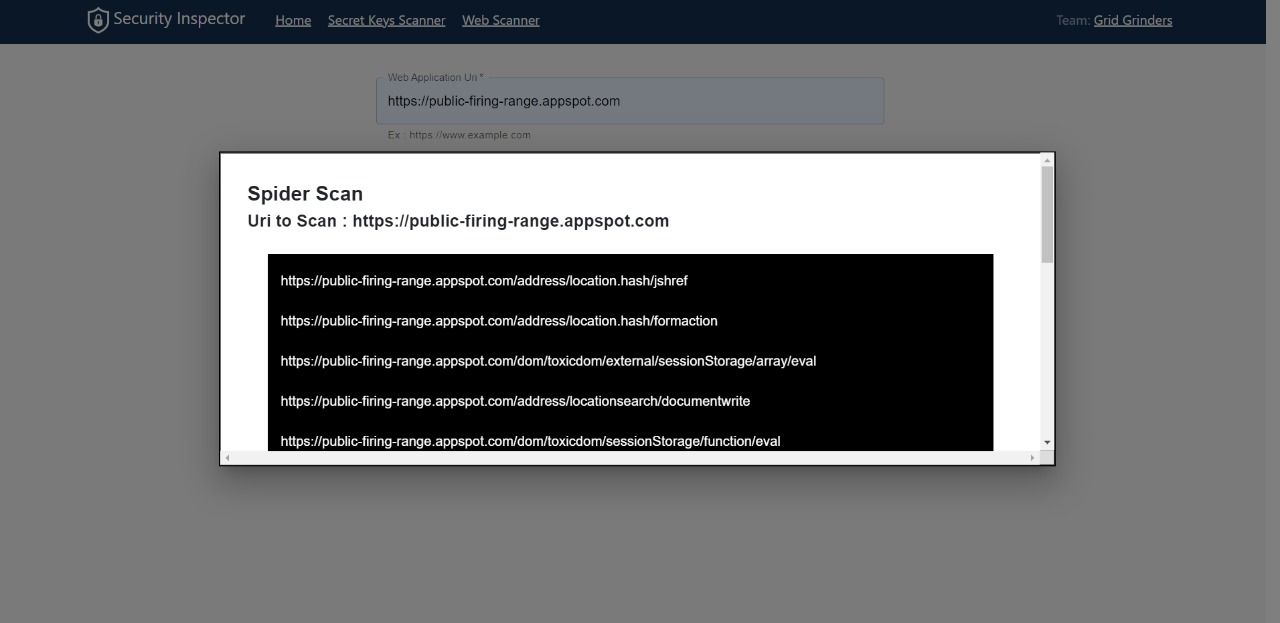 Security Inspector Home Secret Keys Scanner Web Scanner Team: Grid Grinders
Web Application Uri *
https://public-firing-range.appspot.com
Ex : https://www.example.com
Spider Scan
Uri to Scan : https://public-firing-range.appspot.com
https://public-firing-range.appspot.com/address/location.hash/jshref
https://public-firing-range.appspot.com/address/location.hash/formaction
https://public-firing-range.appspot.com/dom/toxicdom/external/sessionStorage/array/eval
https://public-firing-range.appspot.com/address/locationsearch/documentwrite
https://public-firing-range.appspot.com/dom/toxicdom/sessionStorage/function/eval